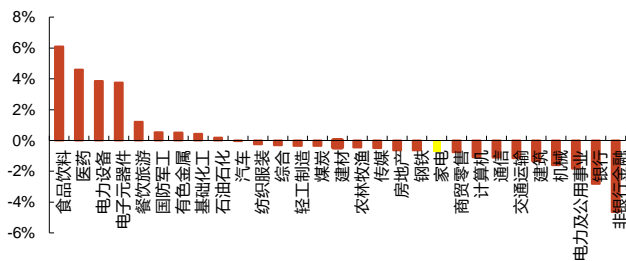 8%
6%
4%
2%
0%
-2%
-4%
-6%
食品饮料
医药
电力设备
电子元器件
餐饮旅游
国防军工
有色金属
基础化工
石油石化
汽车
纺织服装
综合
轻工制造
煤炭
建材
农林牧渔
传媒
房地产
钢铁
家电
商贸零售
计算机
通信
交通运输
建筑
机械
电力及公用事业
银行
非银行金融